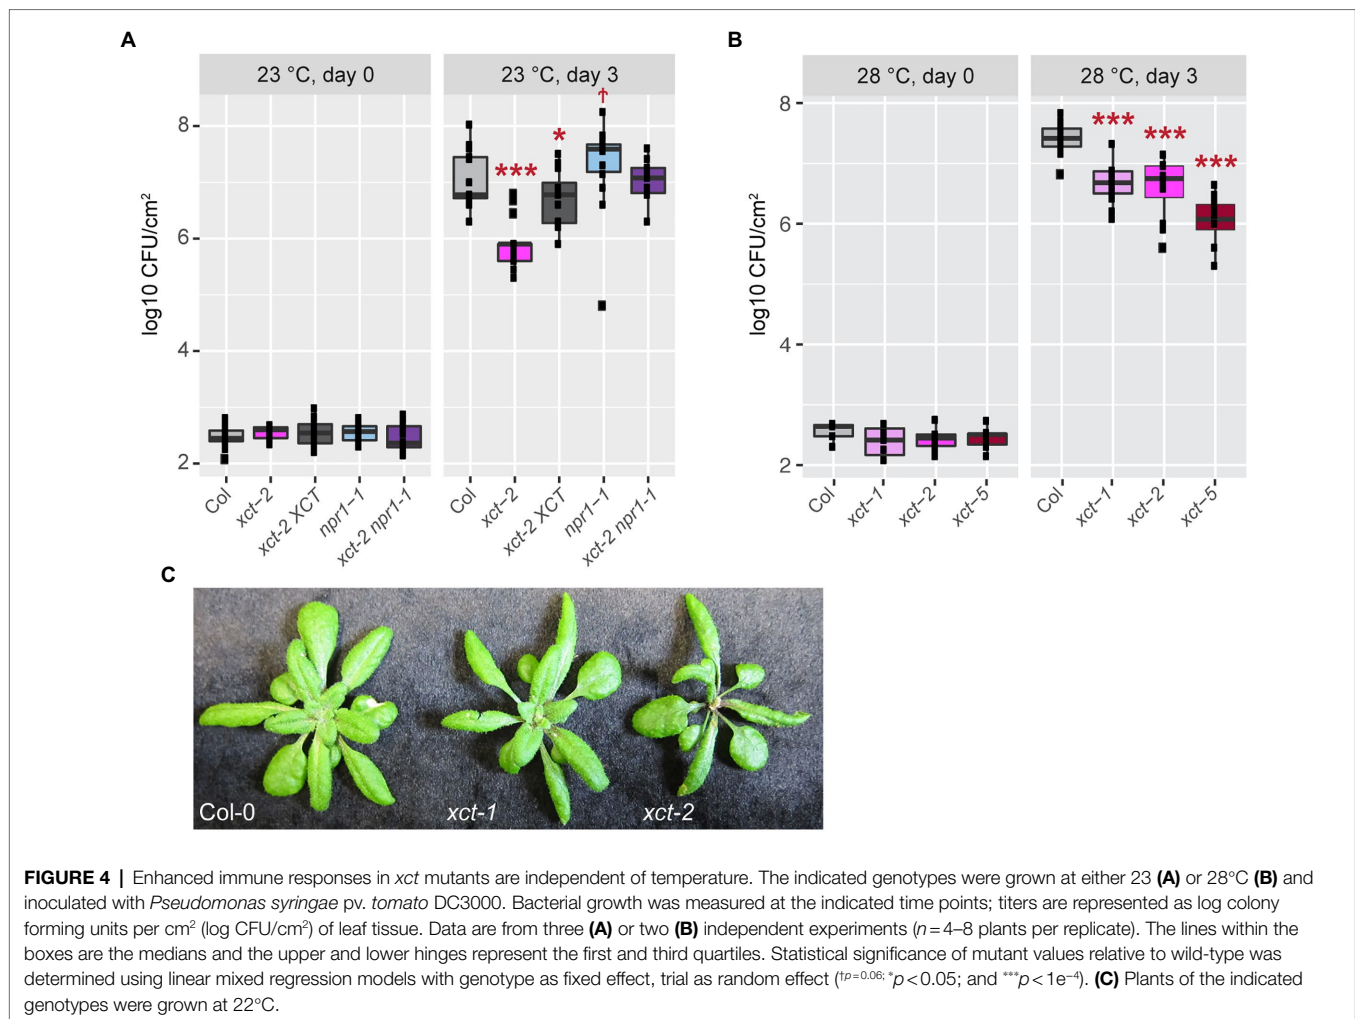 A
23 °C, day 0
23 °C, day 3
log10 CFU/cm²
8
6
4
2
†
***
*
Col
xct−2
xct-2 XCT
npr1−1
xct-2 npr1-1
Col
xct−2
xct-2 XCT
npr1−1
xct-2 npr1-1
B
28 °C, day 0
28 °C, day 3
log10 CFU/cm²
8
6
4
2
***
***
***
Col
xct−1
xct−2
xct−5
Col
xct−1
xct−2
xct−5
C
Col-0
xct-1
xct-2
FIGURE 4 | Enhanced immune responses in xct mutants are independent of temperature. The indicated genotypes were grown at either 23 (A) or 28°C (B) and
inoculated with Pseudomonas syringae pv. tomato DC3000. Bacterial growth was measured at the indicated time points; titers are represented as log colony
forming units per cm² (log CFU/cm²) of leaf tissue. Data are from three (A) or two (B) independent experiments (n = 4–8 plants per replicate). The lines within the
boxes are the medians and the upper and lower hinges represent the first and third quartiles. Statistical significance of mutant values relative to wild-type was
determined using linear mixed regression models with genotype as fixed effect, trial as random effect (†p = 0.06; *p < 0.05; and ***p < 1e⁻⁴). (C) Plants of the indicated
genotypes were grown at 22°C.